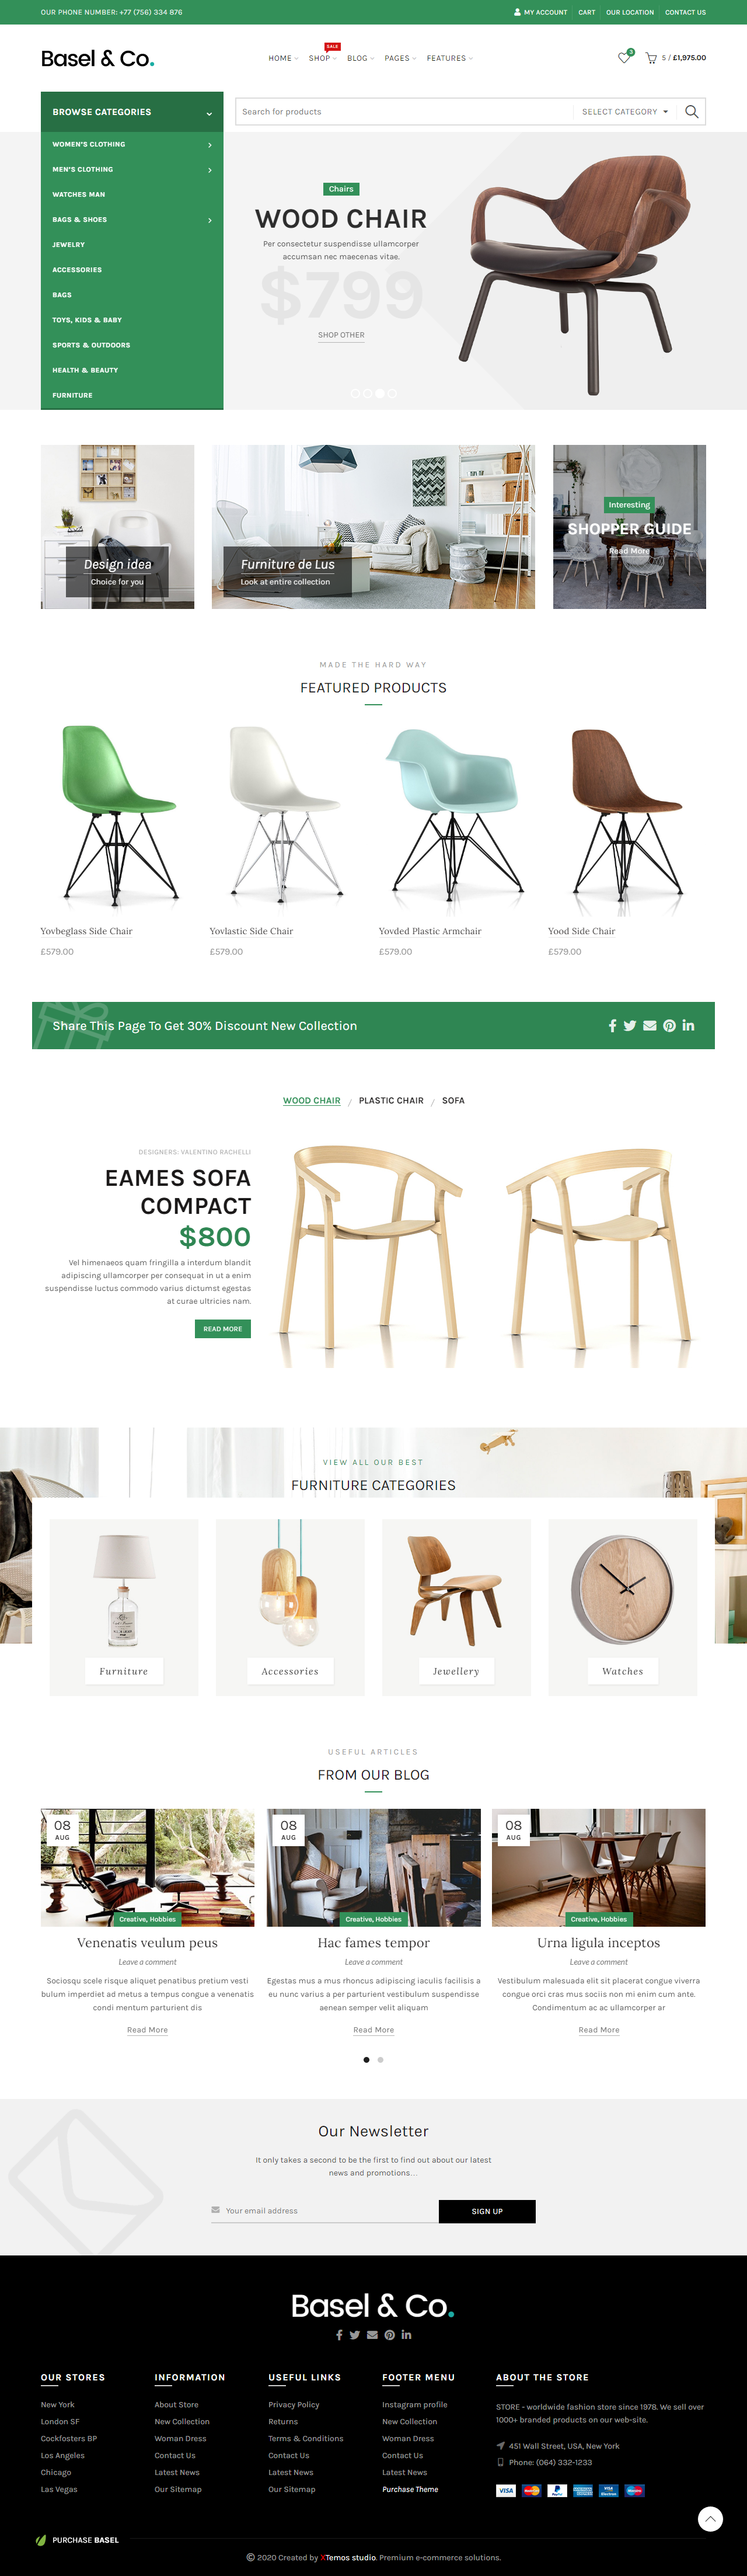 OUR PHONE NUMBER: +77 (756) 334 876
MY ACCOUNT
CART
OUR LOCATION
CONTACT US
Basel & Co.
HOME
SHOP
SALE
BLOG
PAGES
FEATURES
3
5 / £1,975.00
BROWSE CATEGORIES
Search for products
SELECT CATEGORY
WOMEN'S CLOTHING
MEN'S CLOTHING
WATCHES MAN
BAGS & SHOES
JEWELRY
ACCESSORIES
BAGS
TOYS, KIDS & BABY
SPORTS & OUTDOORS
HEALTH & BEAUTY
FURNITURE
Chairs
WOOD CHAIR
Per consectetur suspendisse ullamcorper
accumsan nec maecenas vitae.
$799
SHOP OTHER
Design idea
Choice for you
Furniture de Lus
Look at entire collection
Interesting
SHOPPER GUIDE
Read More
MADE THE HARD WAY
FEATURED PRODUCTS
Yovbeglass Side Chair
£579.00
Yovlastic Side Chair
£579.00
Yovded Plastic Armchair
£579.00
Yood Side Chair
£579.00
Share This Page To Get 30% Discount New Collection
WOOD CHAIR / PLASTIC CHAIR / SOFA
DESIGNERS: VALENTINO RACHELLI
EAMES SOFA
COMPACT
$800
Vel himenaeos quam fringilla a interdum blandit
adipiscing ullamcorper per consequat in ut a enim
suspendisse luctus commodo varius dictumst egestas
at curae ultricies nam.
READ MORE
VIEW ALL OUR BEST
FURNITURE CATEGORIES
Furniture
Accessories
Jewellery
Watches
USEFUL ARTICLES
FROM OUR BLOG
08
AUG
Creative, Hobbies
Venenatis veulum peus
Leave a comment
Sociosqu scele risque aliquet penatibus pretium vesti
bulum imperdiet ad metus a tempus congue a venenatis
condi mentum parturient dis
Read More
08
AUG
Creative, Hobbies
Hac fames tempor
Leave a comment
Egestas mus a mus rhoncus adipiscing iaculis facilisis a
eu nunc varius a per parturient vestibulum suspendisse
aenean semper velit aliquam
Read More
08
AUG
Creative, Hobbies
Urna ligula inceptos
Leave a comment
Vestibulum malesuada elit sit placerat congue viverra
congue orci cras mus sociis non mi enim cum ante.
Condimentum ac ac ullamcorper ar
Read More
Our Newsletter
It only takes a second to be the first to find out about our latest
news and promotions...
Your email address
SIGN UP
Basel & Co.
OUR STORES
New York
London SF
Cockfosters BP
Los Angeles
Chicago
Las Vegas
INFORMATION
About Store
New Collection
Woman Dress
Contact Us
Latest News
Our Sitemap
USEFUL LINKS
Privacy Policy
Returns
Terms & Conditions
Contact Us
Latest News
Our Sitemap
FOOTER MENU
Instagram profile
New Collection
Woman Dress
Contact Us
Latest News
Purchase Theme
ABOUT THE STORE
STORE - worldwide fashion store since 1978. We sell over
1000+ branded products on our web-site.
451 Wall Street, USA, New York
Phone: (064) 332-1233
PURCHASE BASEL
© 2020 Created by XTemos studio. Premium e-commerce solutions.